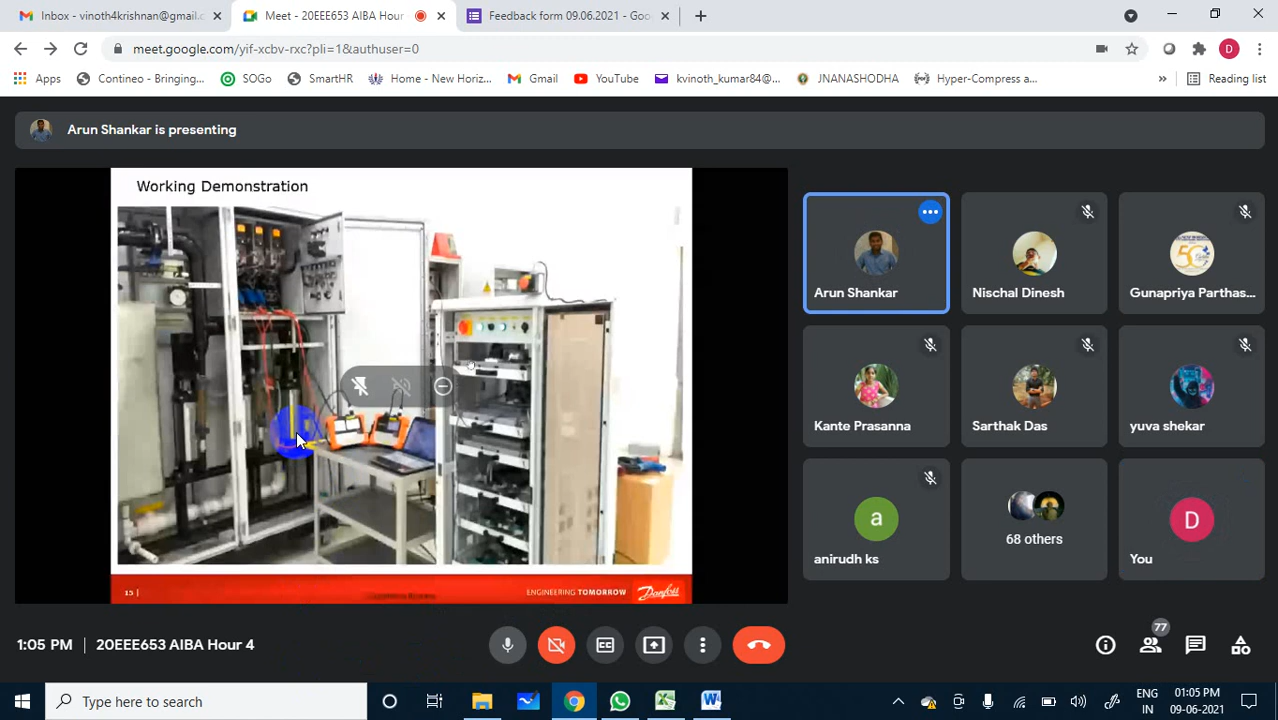 Inbox - vinoth4krishnan@gmail.c
Meet - 20EEE653 AIBA Hour
Feedback form 09.06.2021 - Goo
meet.google.com/yif-xcbv-rxc?pli=1&authuser=0
D
Apps
Contineo - Bringing...
SOGo
SmartHR
Home - New Horiz...
Gmail
YouTube
kvinoth_kumar84@...
JNANASHODHA
Hyper-Compress a...
»
Reading list
Arun Shankar is presenting
Working Demonstration
15 |
ENGINEERING TOMORROW
Danfoss
Arun Shankar
Nischal Dinesh
Gunapriya Parthas...
Kante Prasanna
Sarthak Das
yuva shekar
a
anirudh ks
68 others
D
You
1:05 PM | 20EEE653 AIBA Hour 4
77
Type here to search
ENG
IN
01:05 PM
09-06-2021